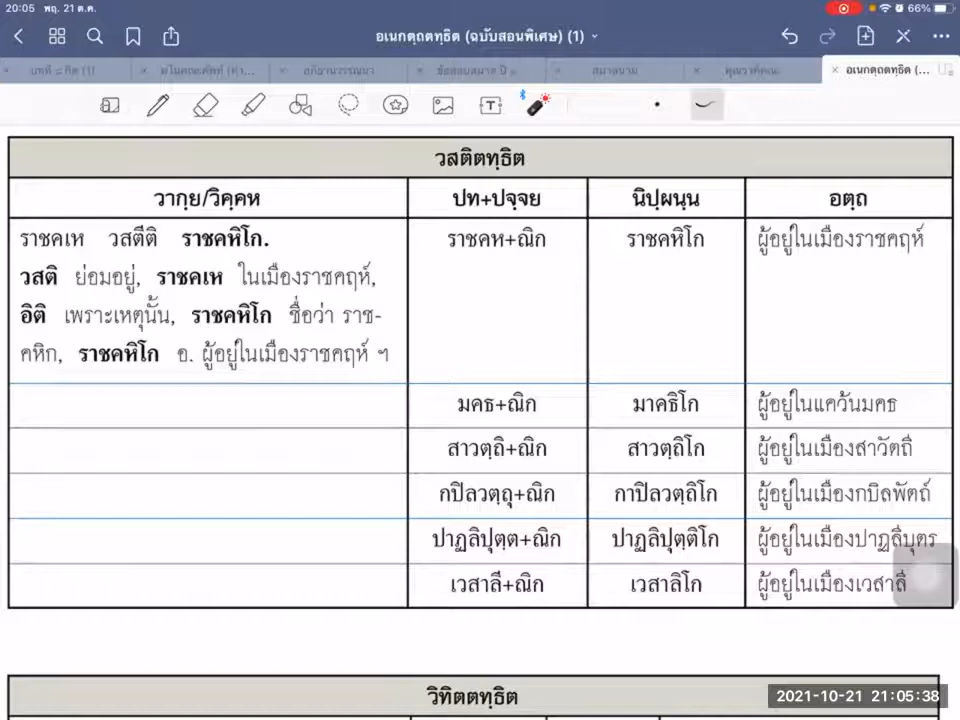 20:05 พฤ. 21 ต.ค.
66%
อเนกตฺถตทฺธิต (ฉบับสอนพิเศษ) (1)
อเนกตฺถตทฺธิต (...
วสติตทฺธิต
วากฺย/วิคฺคห ปท+ปจฺจย นิปฺผนฺน อตฺถ
ราชคเห วสตีติ ราชคหิโก. ราชคห+ณิก ราชคหิโก ผู้อยู่ในเมืองราชคฤห์
วสติ ย่อมอยู่, ราชคเห ในเมืองราชคฤห์,
อิติ เพราะเหตุนั้น, ราชคหิโก ชื่อว่า ราช-
คหิก, ราชคหิโก อ. ผู้อยู่ในเมืองราชคฤห์ ฯ
มคธ+ณิก มาคธิโก ผู้อยู่ในแคว้นมคธ
สาวตฺถิ+ณิก สาวตฺถิโก ผู้อยู่ในเมืองสาวัตถี
กปิลวตฺถุ+ณิก กาปิลวตฺถิโก ผู้อยู่ในเมืองกบิลพัตถ์
ปาฏลิปุตฺต+ณิก ปาฏลิปุตฺติโก ผู้อยู่ในเมืองปาฏลีบุตร
เวสาลี+ณิก เวสาลิโก ผู้อยู่ในเมืองเวสาลี
วิทิตตทฺธิต
2021-10-21 21:05:38